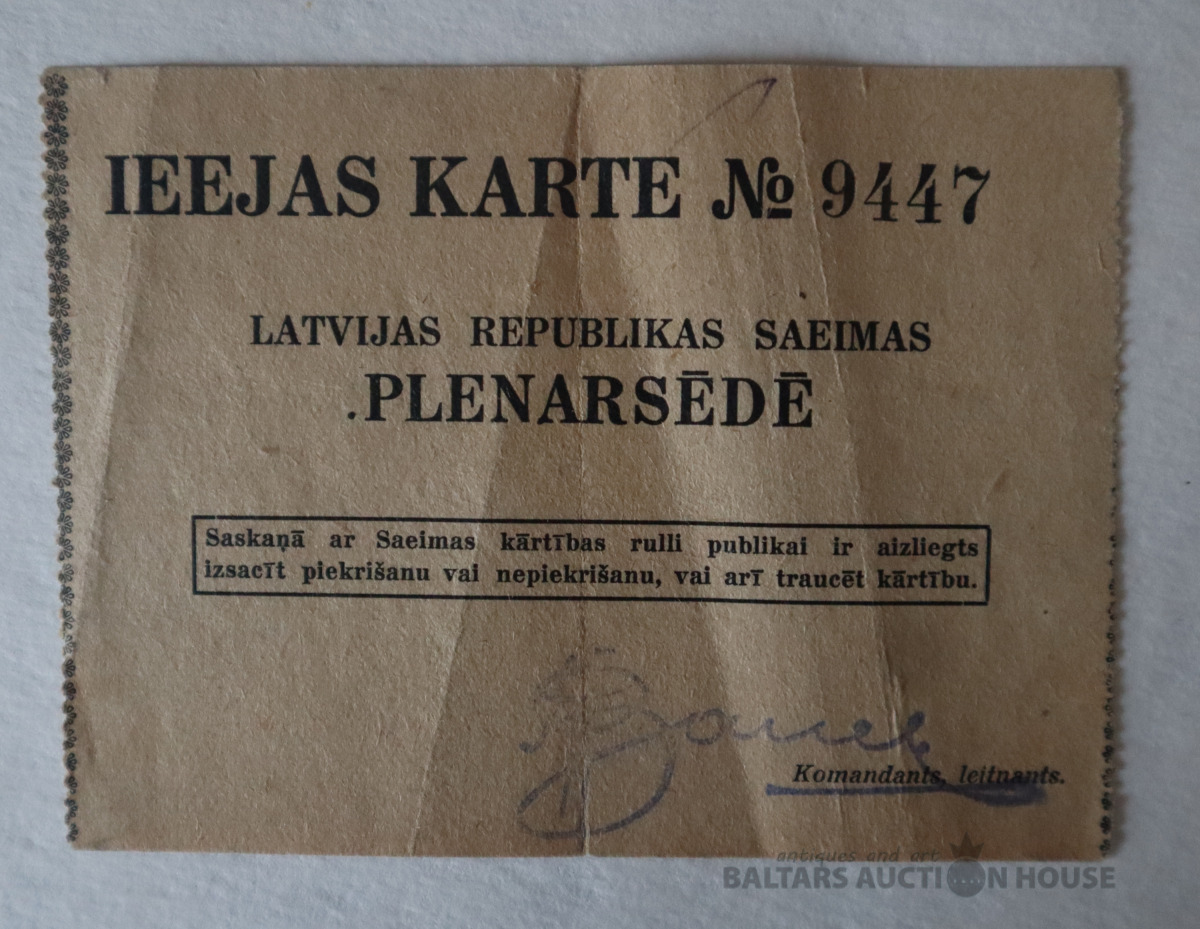 IEEJAS KARTE № 9447
LATVIJAS REPUBLIKAS SAEIMAS
.PLENARSĒDĒ
Saskaņā ar Saeimas kārtības rulli publikai ir aizliegts
izsacīt piekrišanu vai nepiekrišanu, vai arī traucēt kārtību.
Komandants, leitnants.
antiques and art
BALTARS AUCTION HOUSE